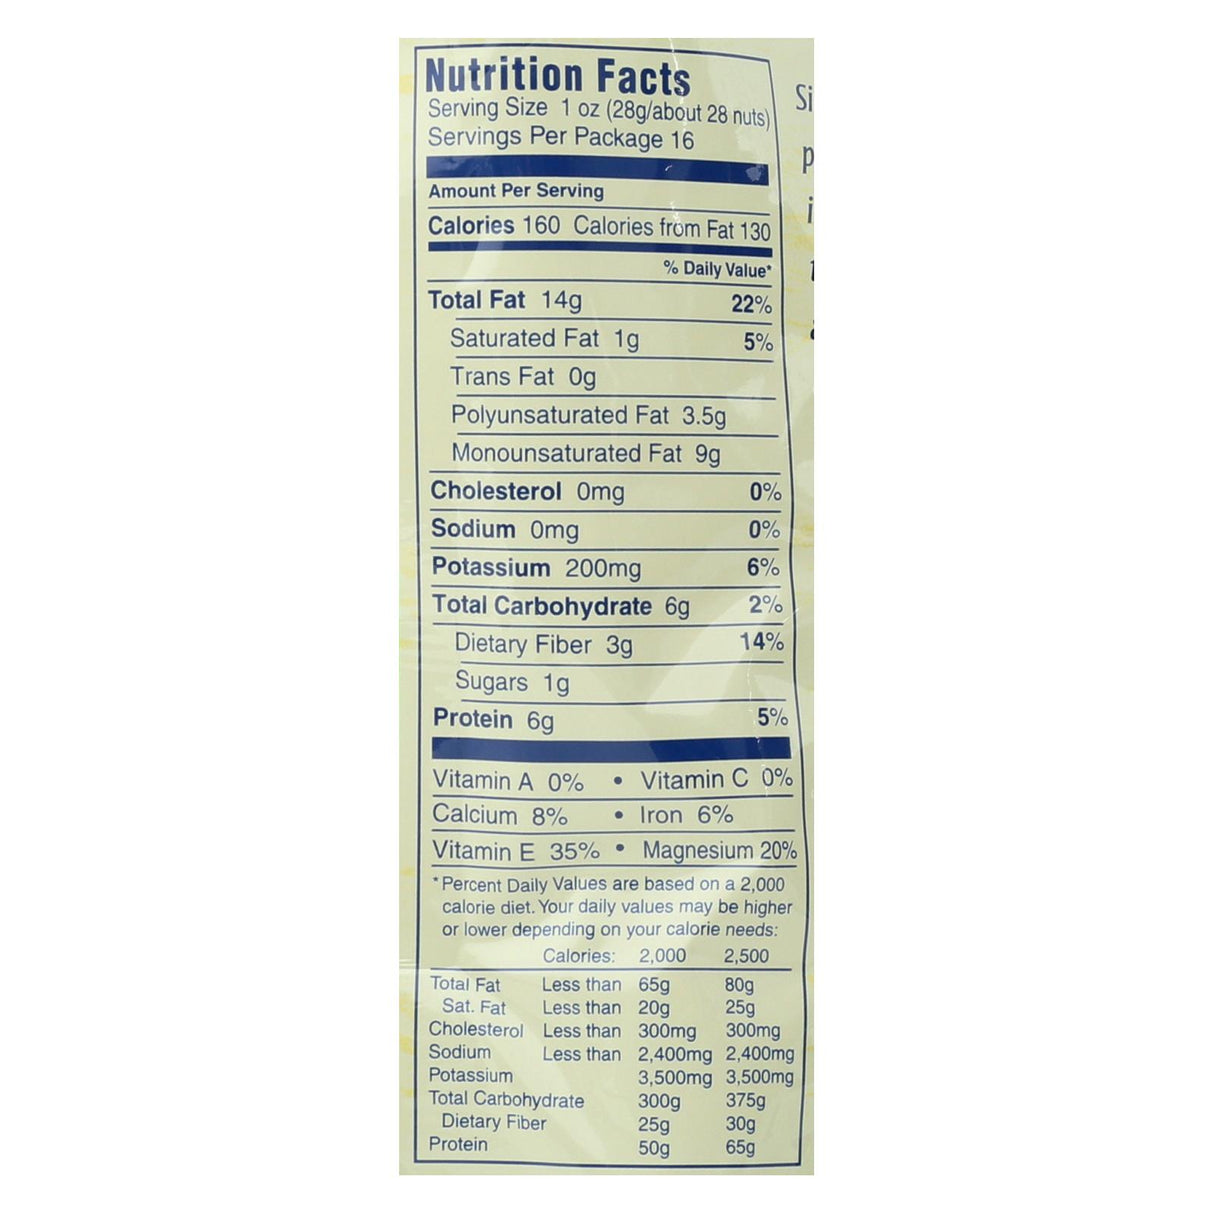 Nutrition Facts
Serving Size 1 oz (28g/about 28 nuts)
Servings Per Package 16
Amount Per Serving
Calories 160 Calories from Fat 130
% Daily Value*
Total Fat 14g 22%
Saturated Fat 1g 5%
Trans Fat 0g
Polyunsaturated Fat 3.5g
Monounsaturated Fat 9g
Cholesterol 0mg 0%
Sodium 0mg 0%
Potassium 200mg 6%
Total Carbohydrate 6g 2%
Dietary Fiber 3g 14%
Sugars 1g
Protein 6g 5%
Vitamin A 0% • Vitamin C 0%
Calcium 8% • Iron 6%
Vitamin E 35% • Magnesium 20%
*Percent Daily Values are based on a 2,000
calorie diet. Your daily values may be higher
or lower depending on your calorie needs:
Calories: 2,000 2,500
Total Fat Less than 65g 80g
Sat. Fat Less than 20g 25g
Cholesterol Less than 300mg 300mg
Sodium Less than 2,400mg 2,400mg
Potassium 3,500mg 3,500mg
Total Carbohydrate 300g 375g
Dietary Fiber 25g 30g
Protein 50g 65g